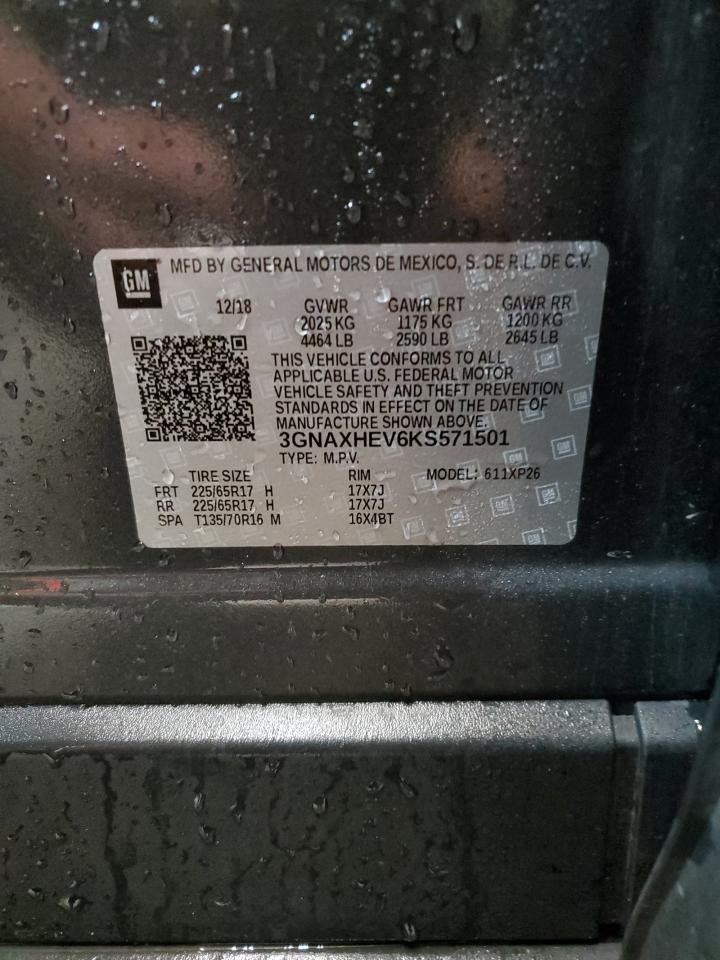 GM
MFD BY GENERAL MOTORS DE MEXICO, S. DE R.L. DE C.V.
12/18 GVWR GAWR FRT GAWR RR
2025 KG 1175 KG 1200 KG
4464 LB 2590 LB 2645 LB
THIS VEHICLE CONFORMS TO ALL
APPLICABLE U.S. FEDERAL MOTOR
VEHICLE SAFETY AND THEFT PREVENTION
STANDARDS IN EFFECT ON THE DATE OF
MANUFACTURE SHOWN ABOVE.
3GNAXHEV6KS571501
TYPE: M.P.V.
TIRE SIZE RIM MODEL: 611XP26
FRT 225/65R17 H 17X7J
RR 225/65R17 H 17X7J
SPA T135/70R16 M 16X4BT